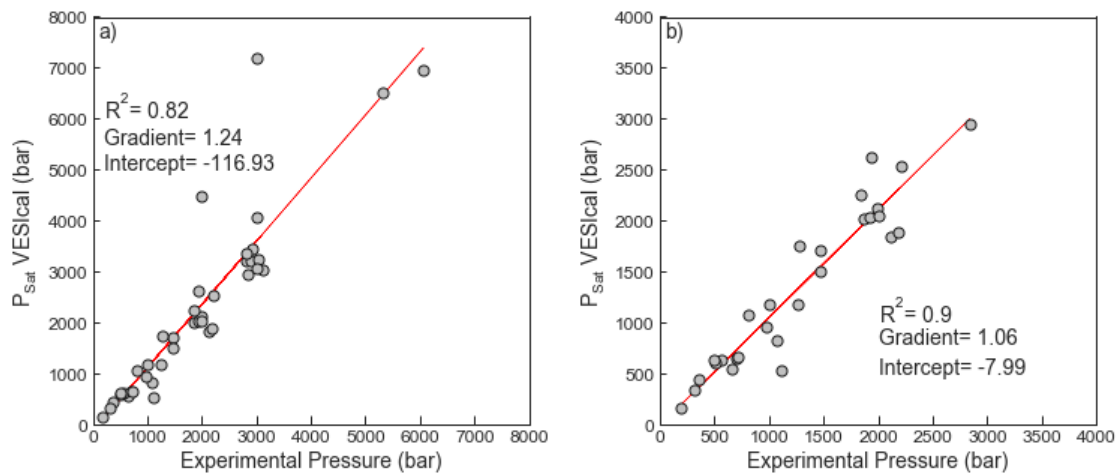 a)
8000
7000
6000
5000
4000
3000
2000
1000
0
P_Sat VESIcal (bar)
R²= 0.82
Gradient= 1.24
Intercept= -116.93
0 1000 2000 3000 4000 5000 6000 7000 8000
Experimental Pressure (bar)
b)
4000
3500
3000
2500
2000
1500
1000
500
0
P_Sat VESIcal (bar)
R²= 0.9
Gradient= 1.06
Intercept= -7.99
0 500 1000 1500 2000 2500 3000 3500 4000
Experimental Pressure (bar)